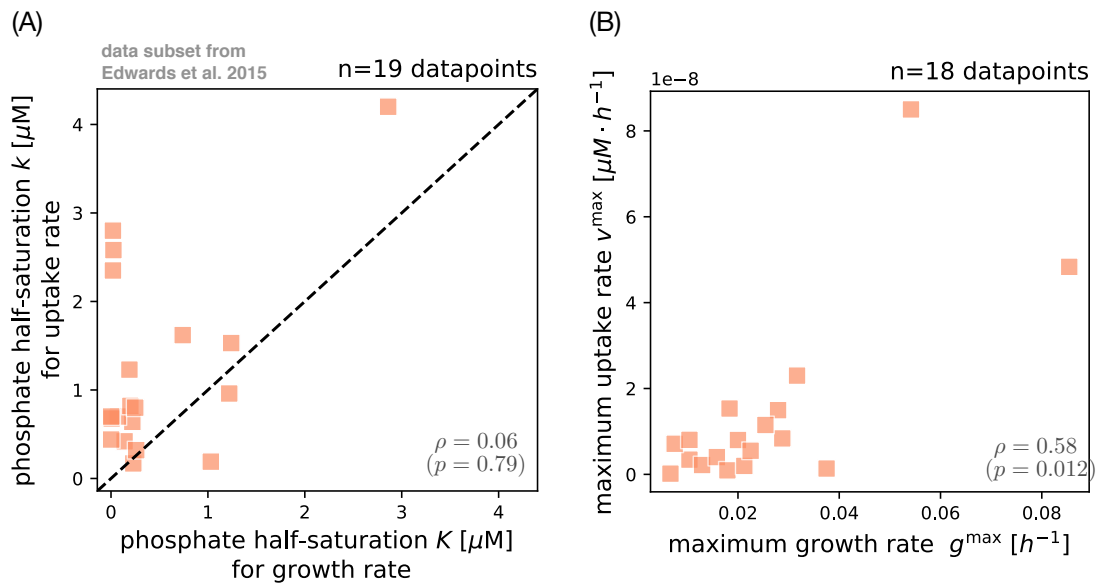 (A)
data subset from
Edwards et al. 2015
n=19 datapoints
phosphate half-saturation k [μM]
for uptake rate
4
3
2
1
0
ρ = 0.06
(p = 0.79)
0 1 2 3 4
phosphate half-saturation K [μM]
for growth rate
(B)
1e-8
n=18 datapoints
maximum uptake rate v^max [μM · h⁻¹]
8
6
4
2
0
ρ = 0.58
(p = 0.012)
0.02 0.04 0.06 0.08
maximum growth rate g^max [h⁻¹]